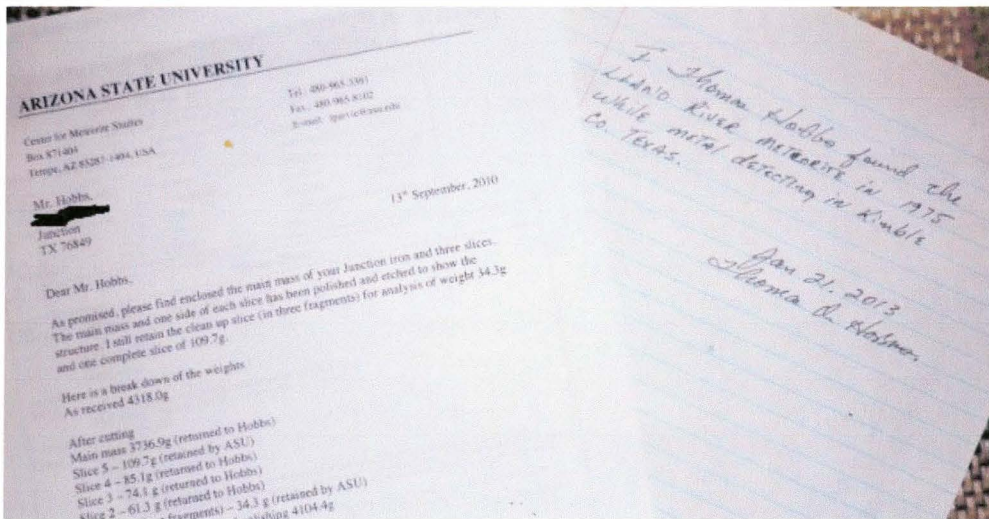 ARIZONA STATE UNIVERSITY
Center for Meteorite Studies
Box 871404
Tempe, AZ 85287-1404, USA
Tel: 480-965-3361
Fax: 480-965-8102
E-mail:
Mr. Hobbs,
Junction
TX 76849
13th September, 2010
Dear Mr. Hobbs,
As promised, please find enclosed the main mass of your Junction iron and three slices.
The main mass and one side of each slice has been polished and etched to show the
structure. I still retain the clean up slice (in three fragments) for analysis of weight 34.3g
and one complete slice of 109.7g.
Here is a break down of the weights
As received 4318.0g
After cutting
Main mass 3736.9g (returned to Hobbs)
Slice 5 – 109.7g (retained by ASU)
Slice 4 – 85.1g (returned to Hobbs)
Slice 3 – 74.1 g (returned to Hobbs)
Slice 2 – 61.3 g (returned to Hobbs)
fragments) – 34.3 g (retained by ASU)
polishing 4104.4g
I Thomas Hobbs found the
LLANO RIVER METEORITE in 1975
while metal detecting in Kimble
Co. TEXAS.
Jan 21, 2013
Thomas